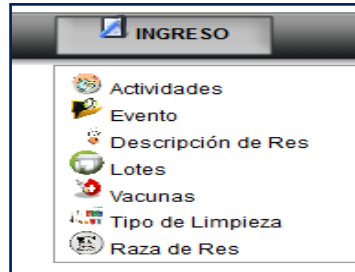 INGRESO
Actividades
Evento
Descripción de Res
Lotes
Vacunas
Tipo de Limpieza
Raza de Res